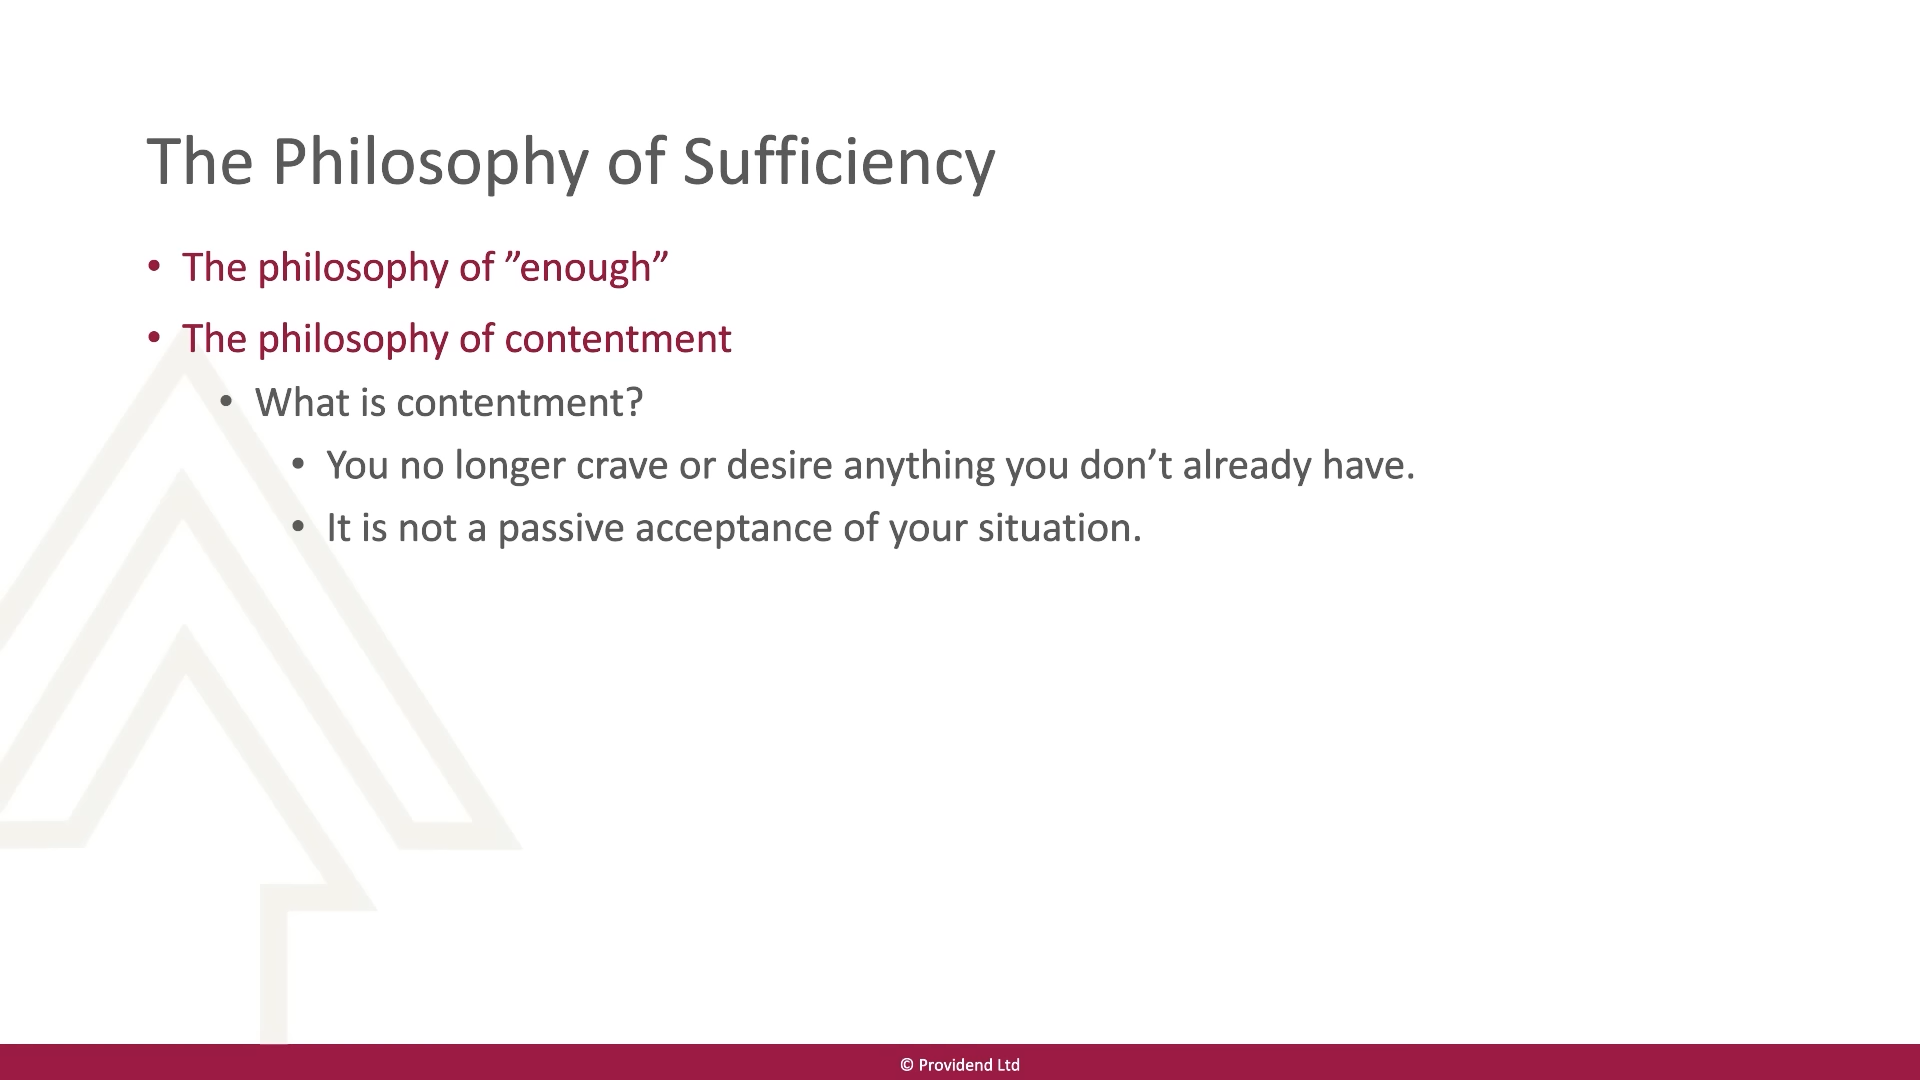 The Philosophy of Sufficiency
• The philosophy of ”enough”
• The philosophy of contentment
• What is contentment?
• You no longer crave or desire anything you don’t already have.
• It is not a passive acceptance of your situation.
© Providend Ltd